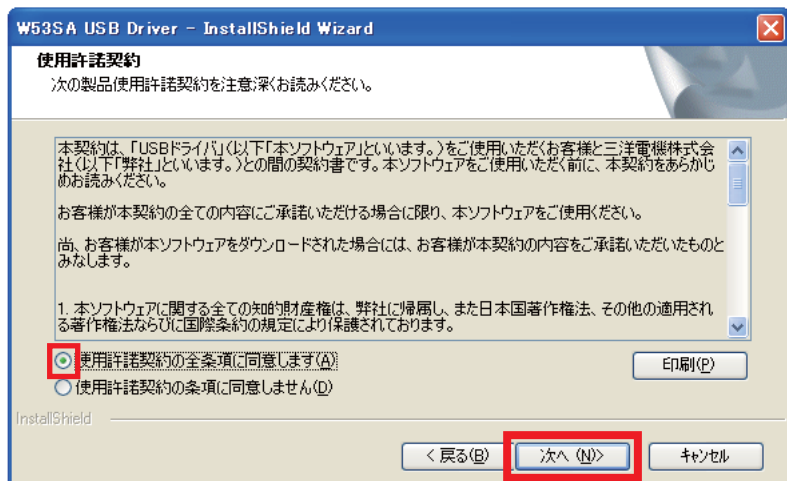 W53SA USB Driver - InstallShield Wizard
使用許諾契約
次の製品使用許諾契約を注意深くお読みください。
本契約は、「USBドライバ」(以下「本ソフトウェア」といいます。)をご使用いただくお客様と三洋電機株式会
社(以下「弊社」といいます。)との間の契約書です。本ソフトウェアをご使用いただく前に、本契約をあらかじ
めお読みください。
お客様が本契約の全ての内容にご承諾いただける場合に限り、本ソフトウェアをご使用ください。
尚、お客様が本ソフトウェアをダウンロードされた場合には、お客様が本契約の内容をご承諾いただいたものと
みなします。
1. 本ソフトウェアに関する全ての知的財産権は、弊社に帰属し、また日本国著作権法、その他の適用され
る著作権法ならびに国際条約の規定により保護されております。
使用許諾契約の全条項に同意します(A)
印刷(P)
使用許諾契約の条項に同意しません(D)
InstallShield
< 戻る(B)
次へ (N)>
キャンセル